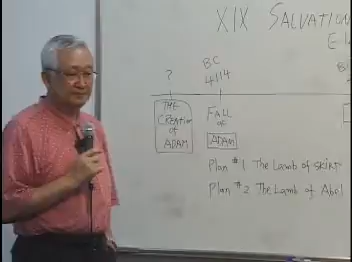 XIX SALVATION
?
BC
4114
THE
CREATION
of
ADAM
FALL
OF
ADAM
Plan #1 The Lamb of skins
Plan #2 The Lamb of Abel